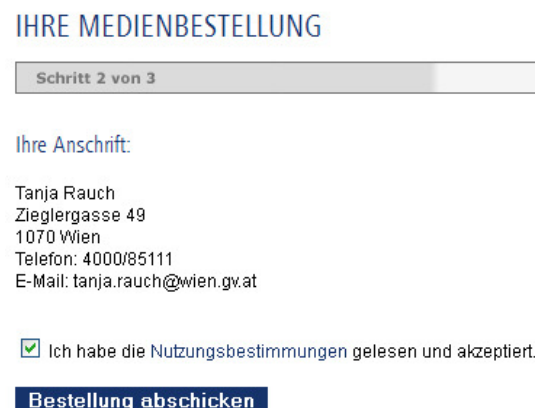 IHRE MEDIENBESTELLUNG
Schritt 2 von 3
Ihre Anschrift:
Tanja Rauch
Zieglergasse 49
1070 Wien
Telefon: 4000/85111
E-Mail: tanja.rauch@wien.gv.at
Ich habe die Nutzungsbestimmungen gelesen und akzeptiert.
Bestellung abschicken